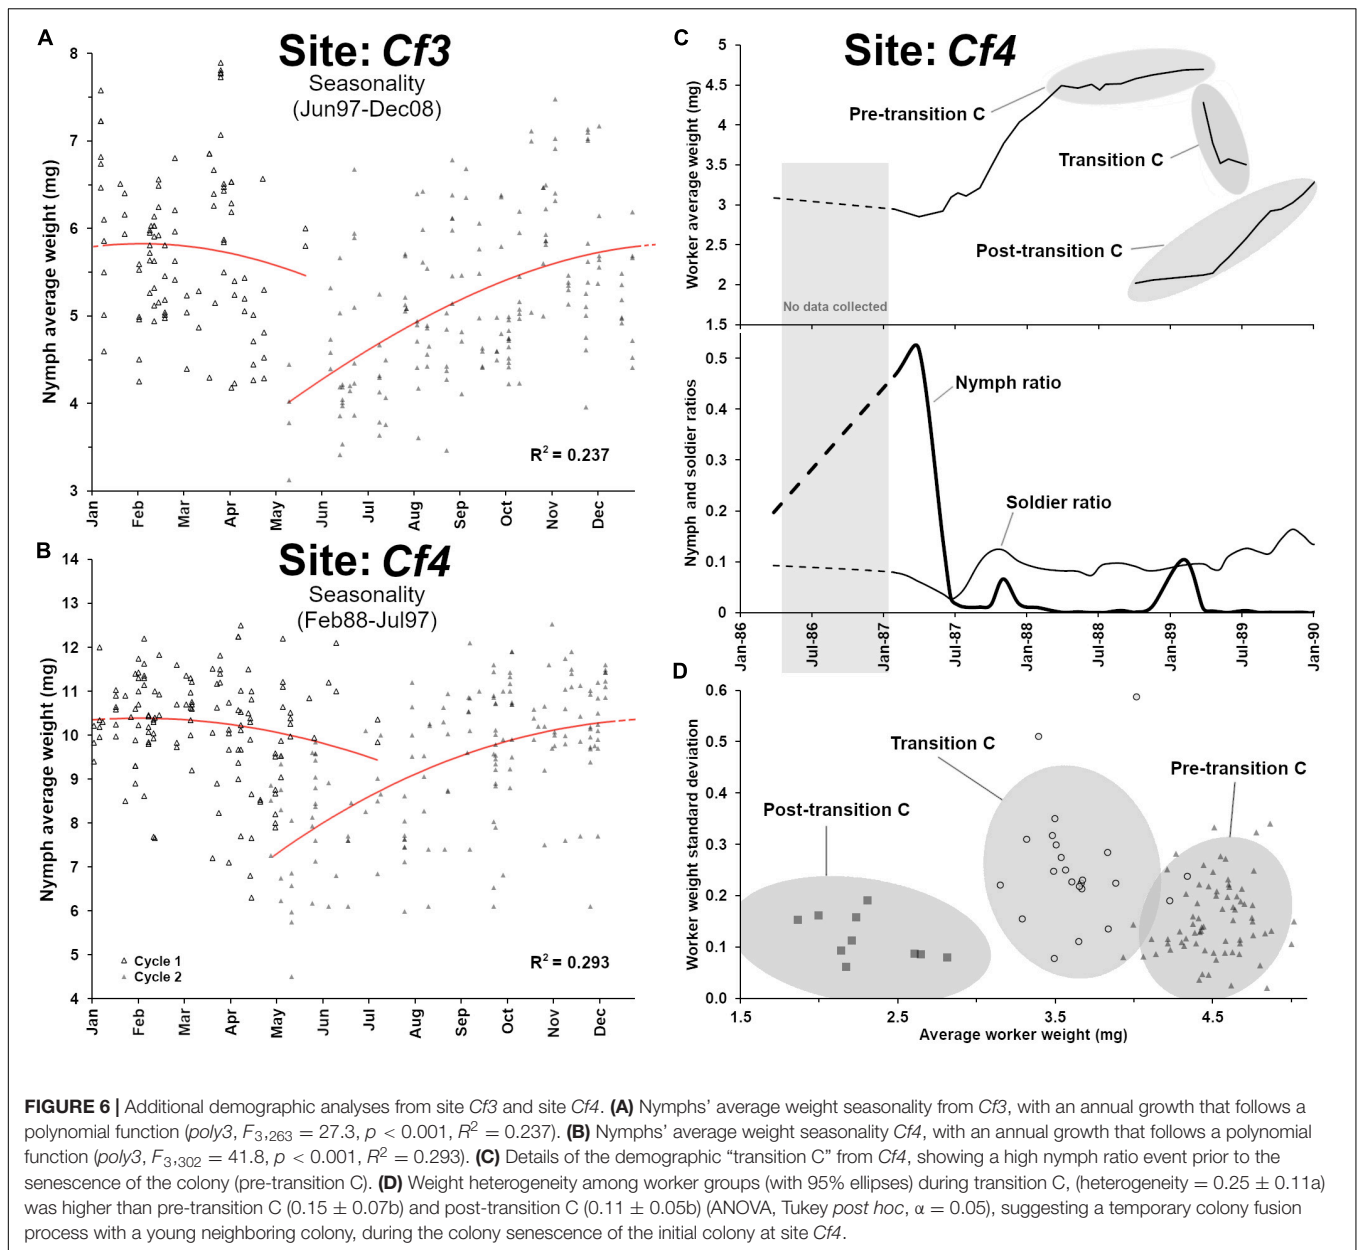 A
Site: Cf3
Seasonality
(Jun97-Dec08)
Nymph average weight (mg)
8
7
6
5
4
3
R2 = 0.237
Jan
Feb
Mar
Apr
May
Jun
Jul
Aug
Sep
Oct
Nov
Dec
B
Site: Cf4
Seasonality
(Feb88-Jul97)
Nymph average weight (mg)
14
13
12
11
10
9
8
7
6
5
4
Cycle 1
Cycle 2
R2 = 0.293
Jan
Feb
Mar
Apr
May
Jun
Jul
Aug
Sep
Oct
Nov
Dec
C
Site: Cf4
Worker average weight (mg)
5
4.5
4
3.5
3
2.5
2
1.5
Pre-transition C
Transition C
Post-transition C
No data collected
Nymph and soldier ratios
0.5
0.4
0.3
0.2
0.1
0
Nymph ratio
Soldier ratio
Jan-86
Jul-86
Jan-87
Jul-87
Jan-88
Jul-88
Jan-89
Jul-89
Jan-90
D
Worker weight standard deviation
0.6
0.5
0.4
0.3
0.2
0.1
0.0
Transition C
Pre-transition C
Post-transition C
1.5
2.5
3.5
4.5
Average worker weight (mg)
FIGURE 6 | Additional demographic analyses from site Cf3 and site Cf4. (A) Nymphs' average weight seasonality from Cf3, with an annual growth that follows a
polynomial function (poly3, F3,263 = 27.3, p < 0.001, R2 = 0.237). (B) Nymphs' average weight seasonality Cf4, with an annual growth that follows a polynomial
function (poly3, F3,302 = 41.8, p < 0.001, R2 = 0.293). (C) Details of the demographic "transition C" from Cf4, showing a high nymph ratio event prior to the
senescence of the colony (pre-transition C). (D) Weight heterogeneity among worker groups (with 95% ellipses) during transition C, (heterogeneity = 0.25 ± 0.11a)
was higher than pre-transition C (0.15 ± 0.07b) and post-transition C (0.11 ± 0.05b) (ANOVA, Tukey post hoc, α = 0.05), suggesting a temporary colony fusion
process with a young neighboring colony, during the colony senescence of the initial colony at site Cf4.